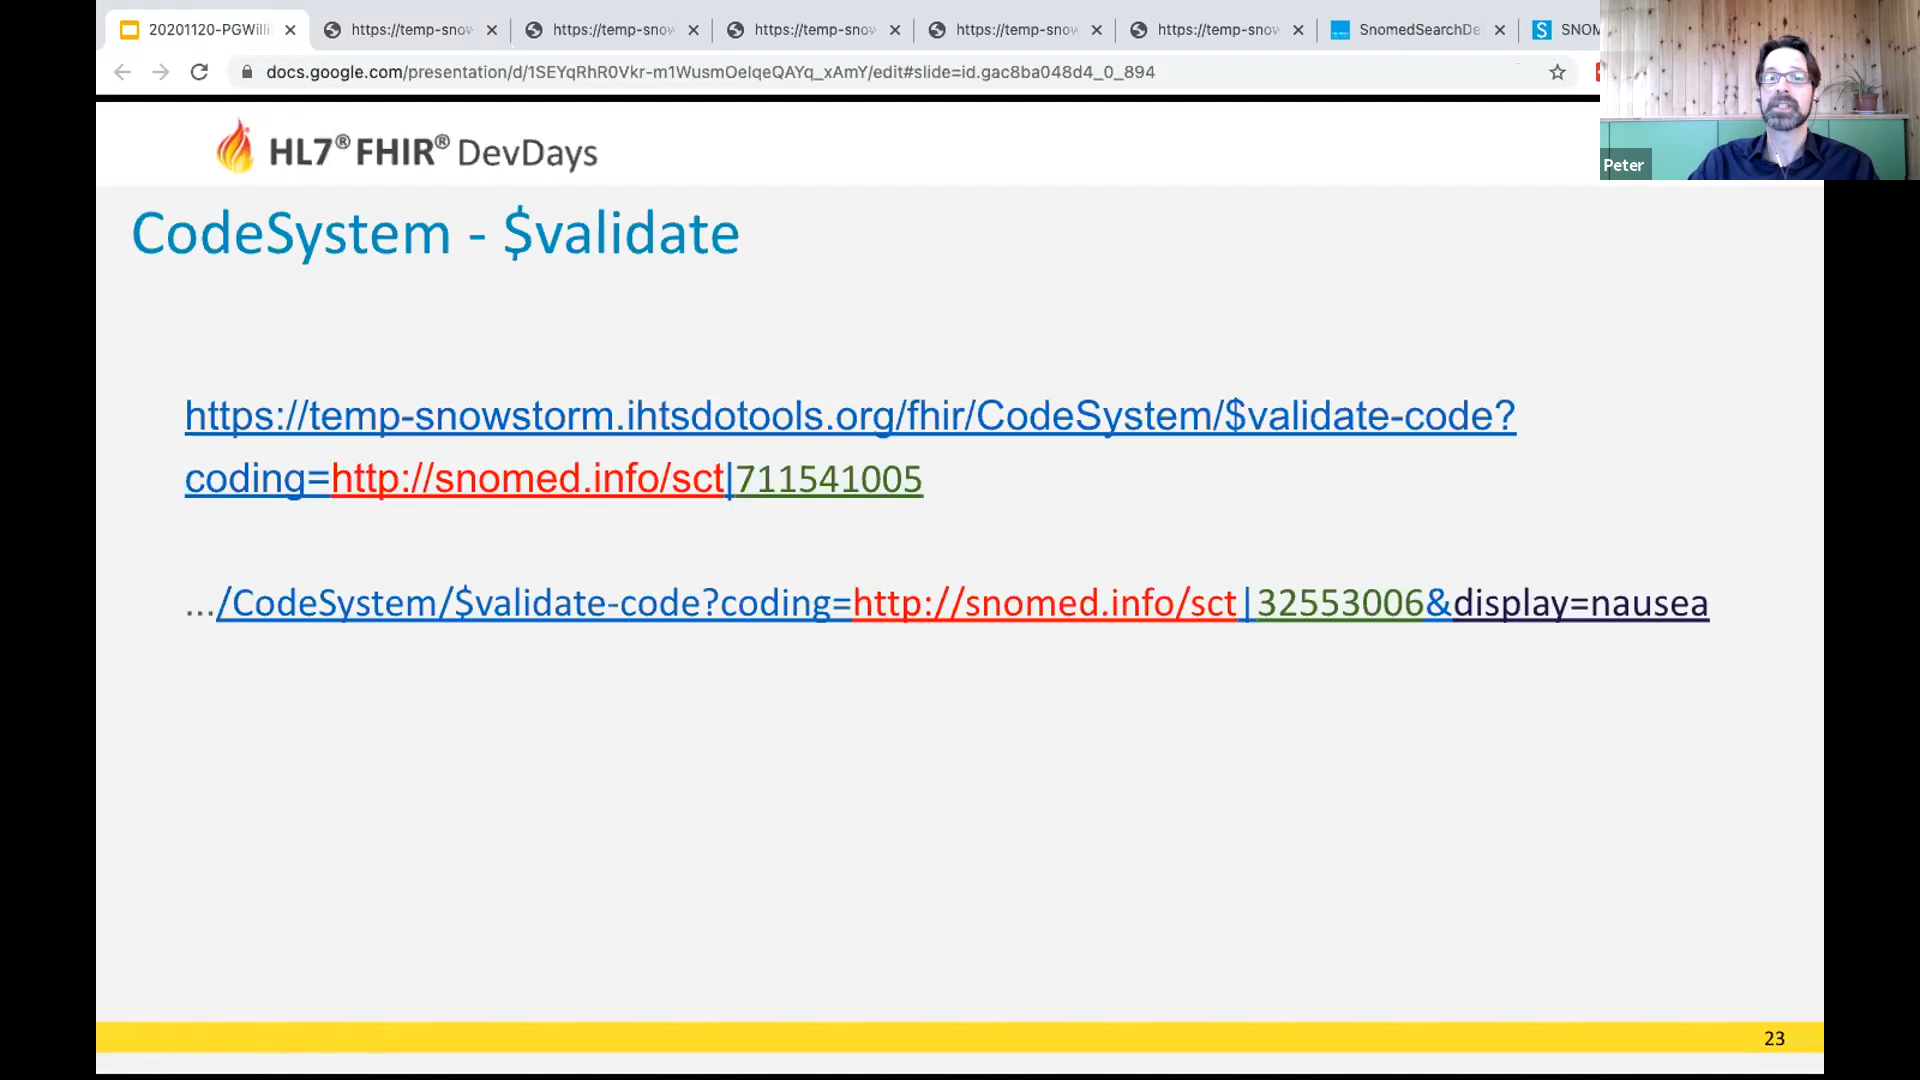 20201120-PGWilli
https://temp-snow
https://temp-snow
https://temp-snow
https://temp-snow
https://temp-snow
SnomedSearchDe
SNOM
docs.google.com/presentation/d/1SEYqRhR0Vkr-m1WusmOelqeQAYq_xAmY/edit#slide=id.gac8ba048d4_0_894
Peter
HL7® FHIR® DevDays
CodeSystem - $validate
https://temp-snowstorm.ihtsdotools.org/fhir/CodeSystem/$validate-code?
coding=http://snomed.info/sct|711541005
.../CodeSystem/$validate-code?coding=http://snomed.info/sct|32553006&display=nausea
23